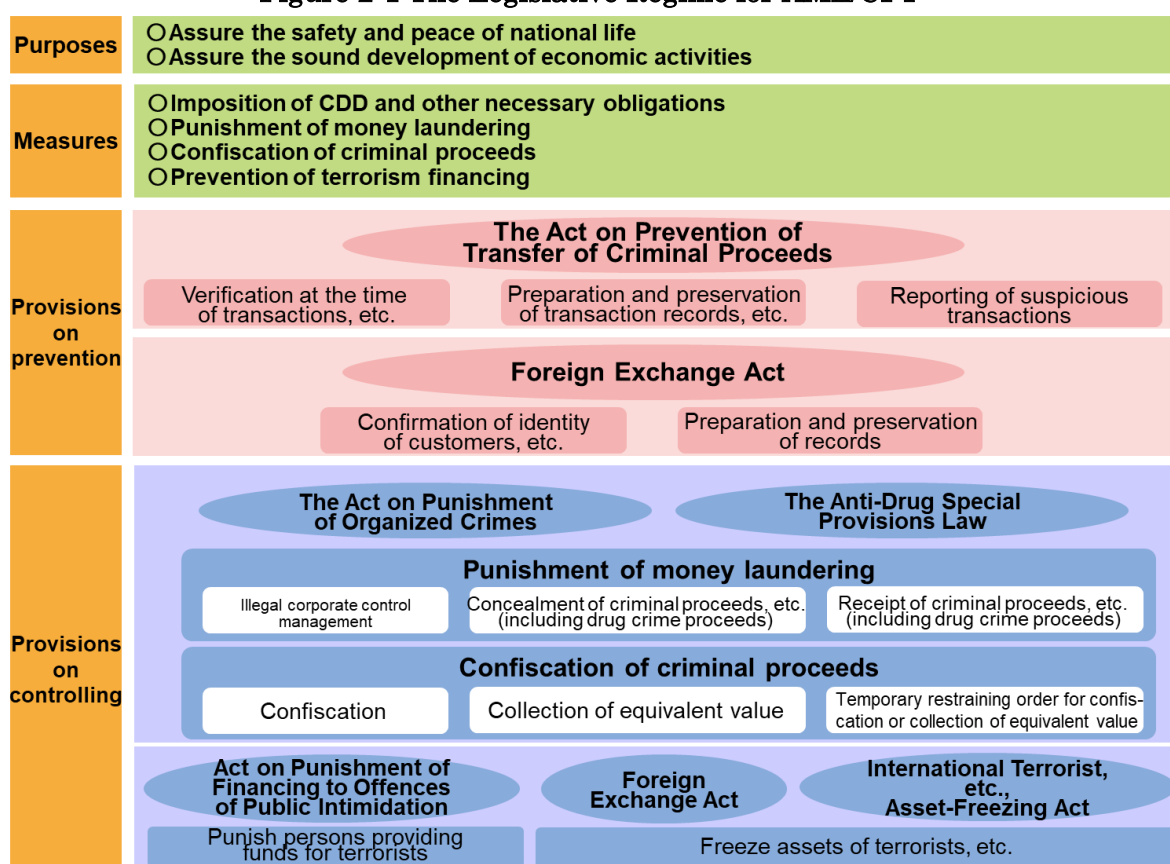 Purposes
○Assure the safety and peace of national life
○Assure the sound development of economic activities
Measures
○Imposition of CDD and other necessary obligations
○Punishment of money laundering
○Confiscation of criminal proceeds
○Prevention of terrorism financing
Provisions
on
prevention
The Act on Prevention of
Transfer of Criminal Proceeds
Verification at the time
of transactions, etc.
Preparation and preservation
of transaction records, etc.
Reporting of suspicious
transactions
Foreign Exchange Act
Confirmation of identity
of customers, etc.
Preparation and preservation
of records
Provisions
on
controlling
The Act on Punishment
of Organized Crimes
The Anti-Drug Special
Provisions Law
Punishment of money laundering
Illegal corporate control
management
Concealment of criminal proceeds, etc.
(including drug crime proceeds)
Receipt of criminal proceeds, etc.
(including drug crime proceeds)
Confiscation of criminal proceeds
Confiscation
Collection of equivalent value
Temporary restraining order for confis-
cation or collection of equivalent value
Act on Punishment of
Financing to Offences
of Public Intimidation
Foreign
Exchange Act
International Terrorist,
etc.,
Asset-Freezing Act
Punish persons providing
funds for terrorists
Freeze assets of terrorists, etc.